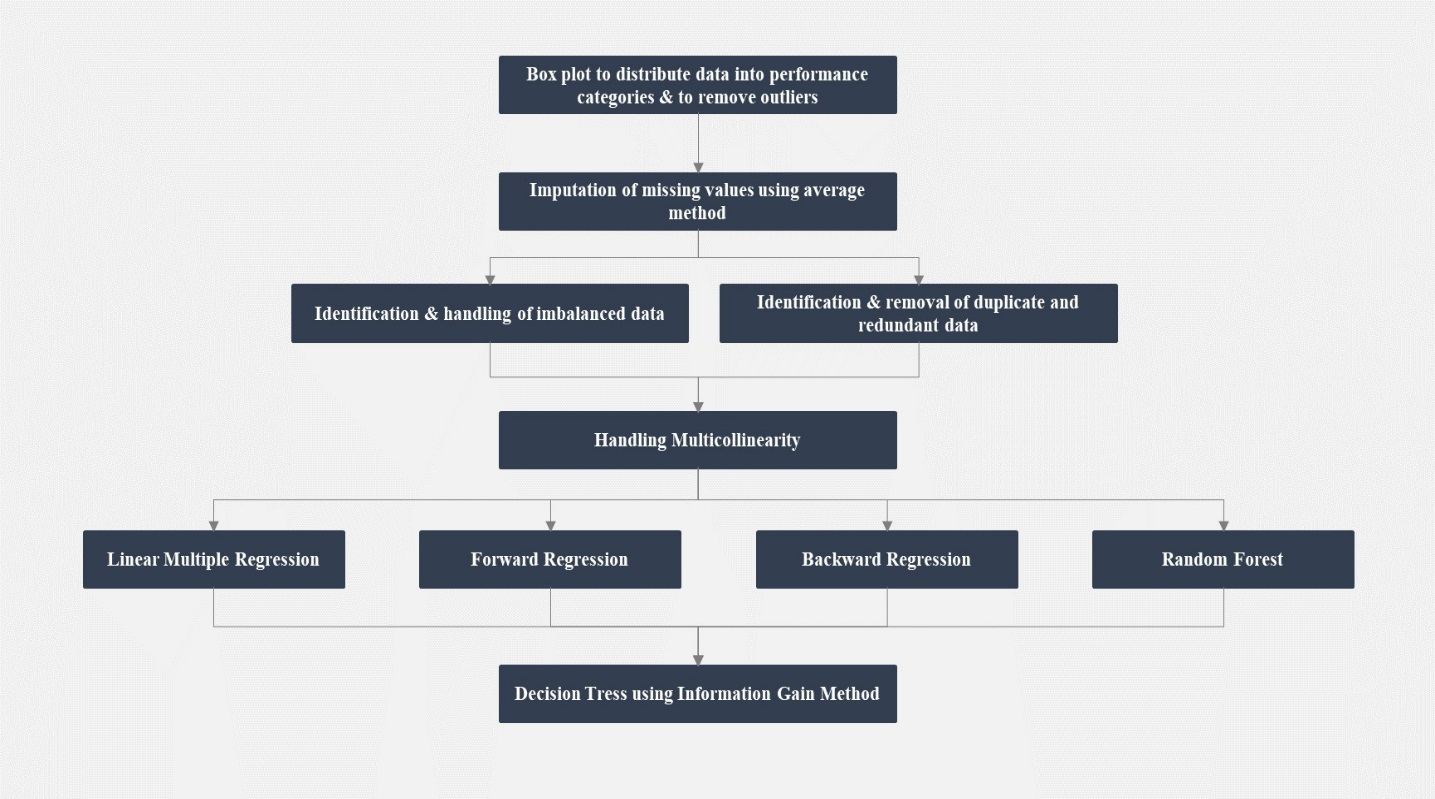 Box plot to distribute data into performance
categories & to remove outliers
Imputation of missing values using average
method
Identification & handling of imbalanced data
Identification & removal of duplicate and
redundant data
Handling Multicollinearity
Linear Multiple Regression
Forward Regression
Backward Regression
Random Forest
Decision Tress using Information Gain Method